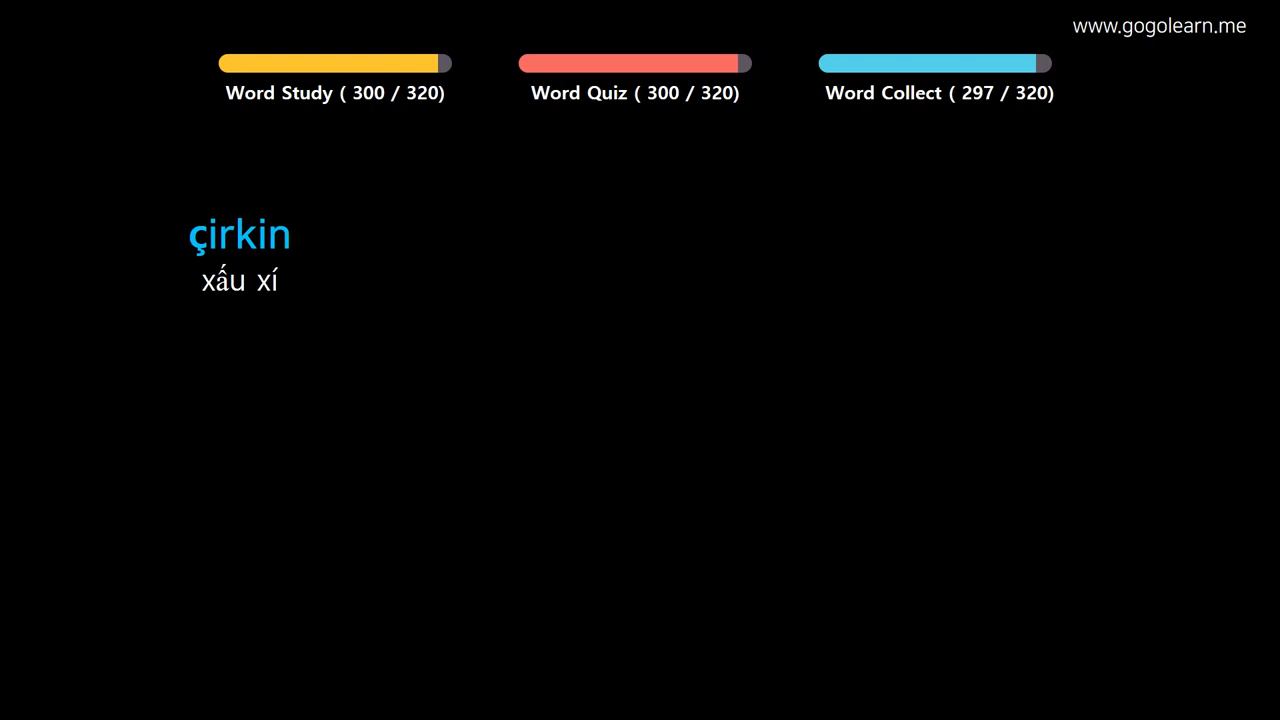 www.gogolearn.me
Word Study ( 300 / 320)
Word Quiz ( 300 / 320)
Word Collect ( 297 / 320)
çirkin
xấu xí